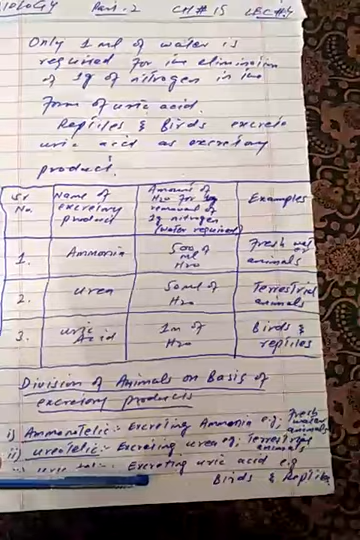 BIOLOGY Part-2 CH # 15 LEC#4
Only 1 ml of water is
required for the elimination
of 1g of nitrogen in the
form of uric acid.
Reptiles & Birds excrete
uric acid as excretory
product.
Sr No. Name of excretory product Amount of H2O for removal of 1g nitrogen (water required) Examples
1. Ammonia 500 of ml H2O Fresh water animals
2. urea 50ml of H2O Terrestrial animals
3. uric Acid 1m of H2O Birds & reptiles
Division of Animals on Basis of
excretory products
i) Ammonotelic:- Excreting Ammonia e.g, Fresh water animals
ii) ureotelic:- Excreting urea e.g, Terrestrial animals
Excreting uric acid e.g
Birds & Reptiles